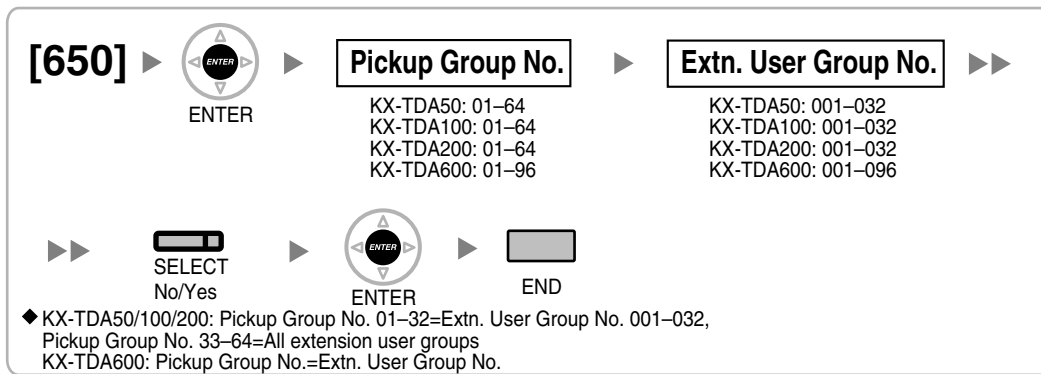 [650] ENTER Pickup Group No. Extn. User Group No.
ENTER
KX-TDA50: 01–64 KX-TDA50: 001–032
KX-TDA100: 01–64 KX-TDA100: 001–032
KX-TDA200: 01–64 KX-TDA200: 001–032
KX-TDA600: 01–96 KX-TDA600: 001–096
ENTER
SELECT
No/Yes
ENTER
END
◆ KX-TDA50/100/200: Pickup Group No. 01–32=Extn. User Group No. 001–032,
Pickup Group No. 33–64=All extension user groups
KX-TDA600: Pickup Group No.=Extn. User Group No.